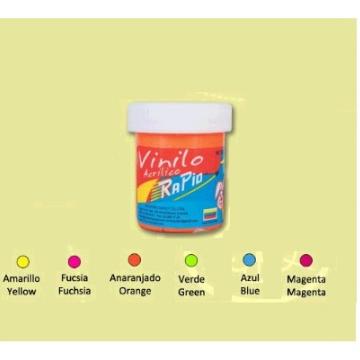 Vinilo
Acrílico
RaPid
Amarillo
Yellow
Fucsia
Fuchsia
Anaranjado
Orange
Verde
Green
Azul
Blue
Magenta
Magenta